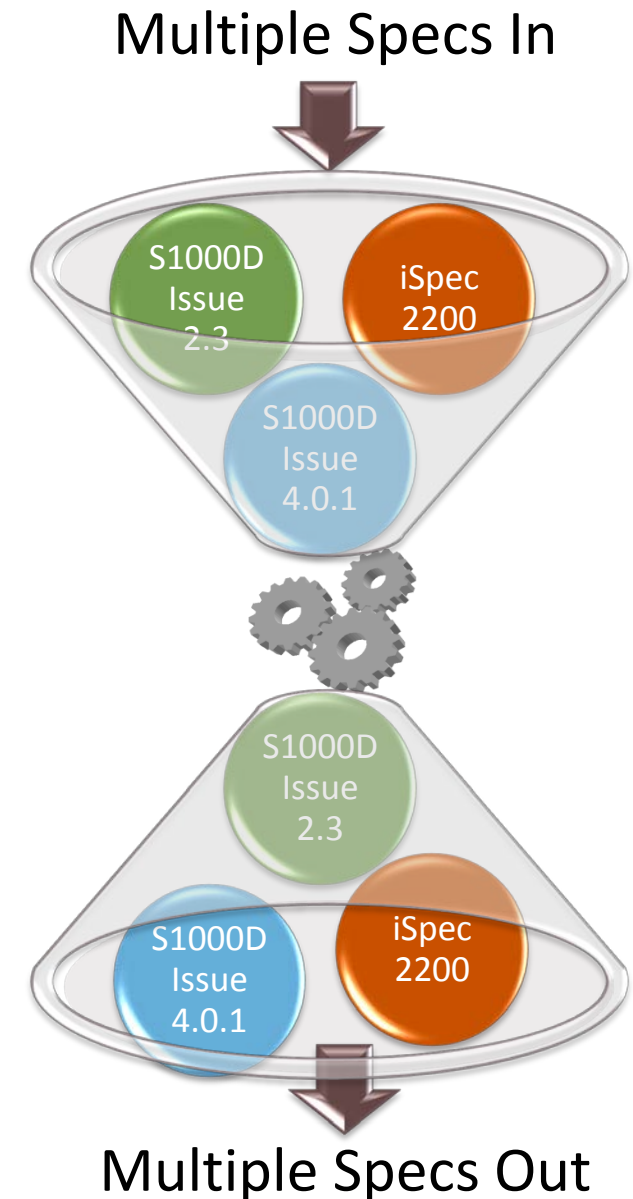 Multiple Specs In
S1000D
Issue
2.3
iSpec
2200
S1000D
Issue
4.0.1
S1000D
Issue
2.3
iSpec
2200
S1000D
Issue
4.0.1
Multiple Specs Out